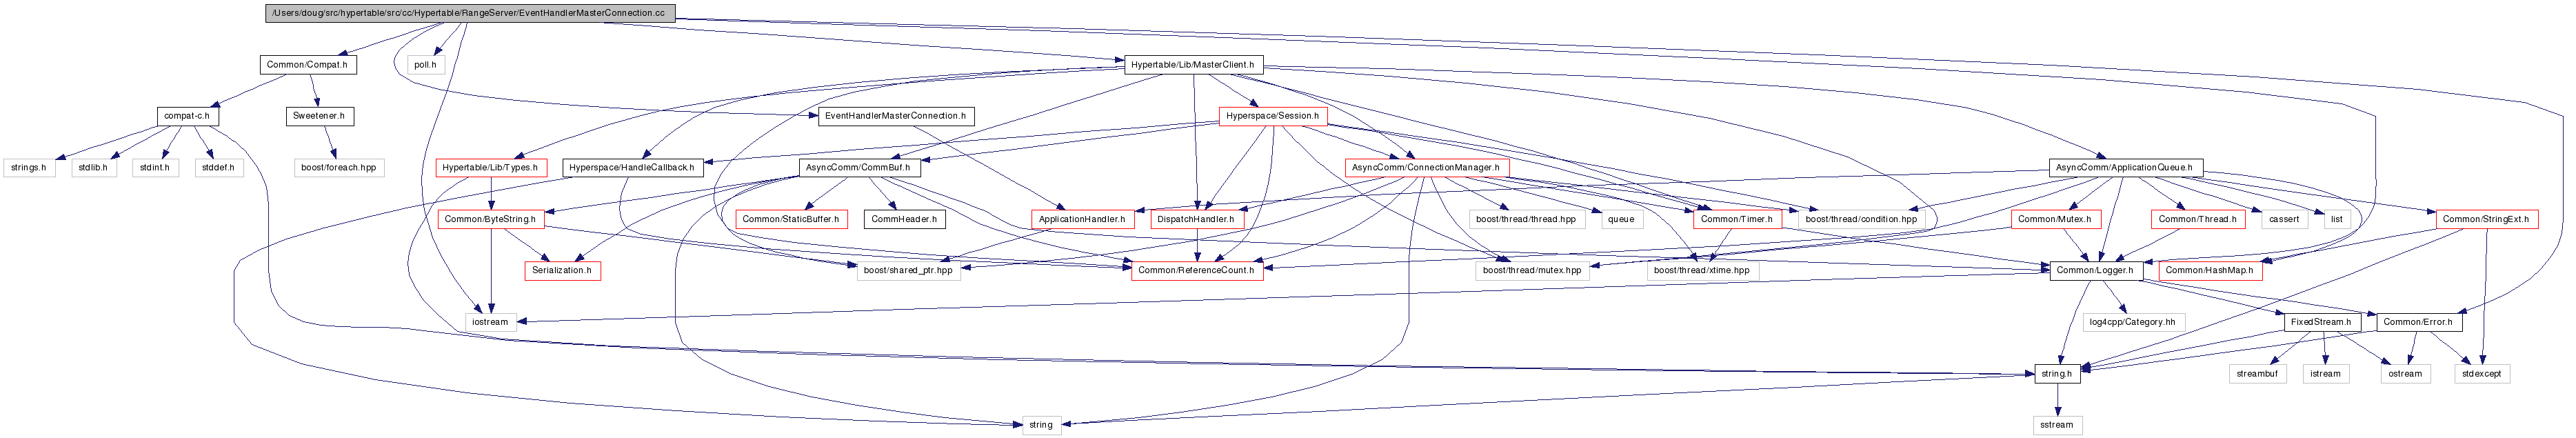 /Users/doug/src/hypertable/src/cc/Hypertable/RangeServer/EventHandlerMasterConnection.cc
Common/Compat.h
poll.h
Hypertable/Lib/MasterClient.h
compat-c.h
Sweetener.h
EventHandlerMasterConnection.h
Hyperspace/Session.h
strings.h
stdlib.h
stdint.h
stddef.h
boost/foreach.hpp
Hypertable/Lib/Types.h
Hyperspace/HandleCallback.h
AsyncComm/CommBuf.h
AsyncComm/ConnectionManager.h
AsyncComm/ApplicationQueue.h
Common/ByteString.h
Common/StaticBuffer.h
CommHeader.h
ApplicationHandler.h
DispatchHandler.h
boost/thread/thread.hpp
queue
Common/Timer.h
boost/thread/condition.hpp
Common/Mutex.h
Common/Thread.h
cassert
list
Common/StringExt.h
Serialization.h
boost/shared_ptr.hpp
Common/ReferenceCount.h
boost/thread/mutex.hpp
boost/thread/xtime.hpp
Common/Logger.h
Common/HashMap.h
iostream
log4cpp/Category.hh
FixedStream.h
Common/Error.h
string.h
streambuf
istream
ostream
stdexcept
string
sstream